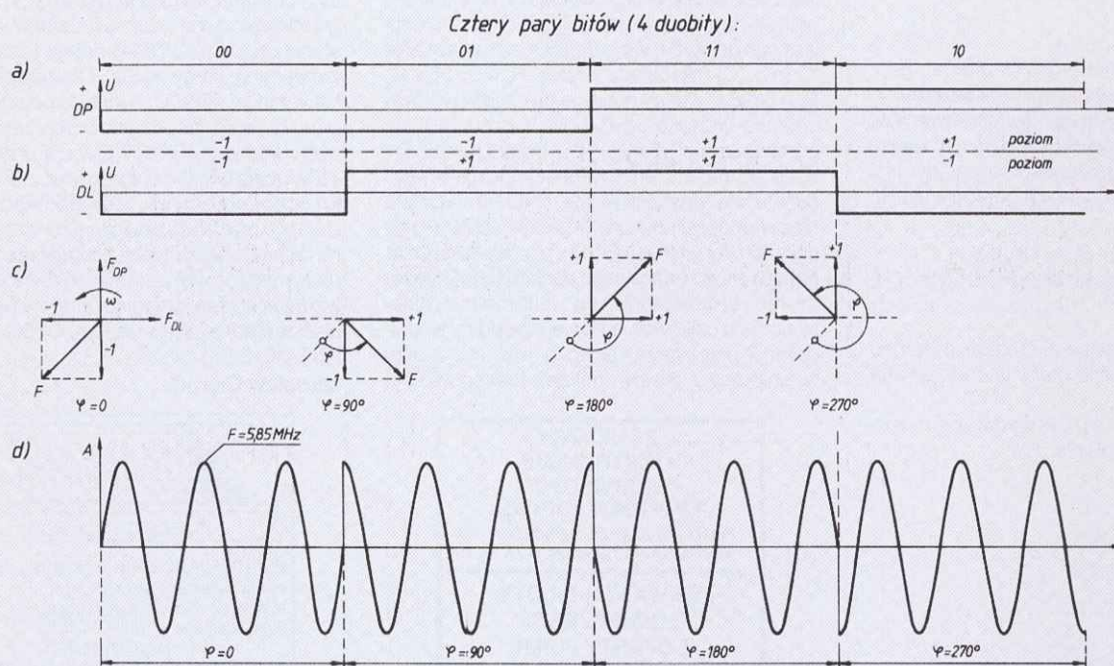 Cztery pary bitów (4 duobity):
00 01 11 10
a)
+ U
DP
-1 -1 +1 +1 poziom
-1 +1 +1 -1 poziom
b)
+ U
DL
-
c)
F_DP
-1 ω F_DL
-1
F
φ=0
+1
φ
-1 F
φ=90°
+1 F
+1
φ
φ=180°
F +1
φ
-1
φ=270°
d) A
F=5,85MHz
φ=0 φ=90° φ=180° φ=270°